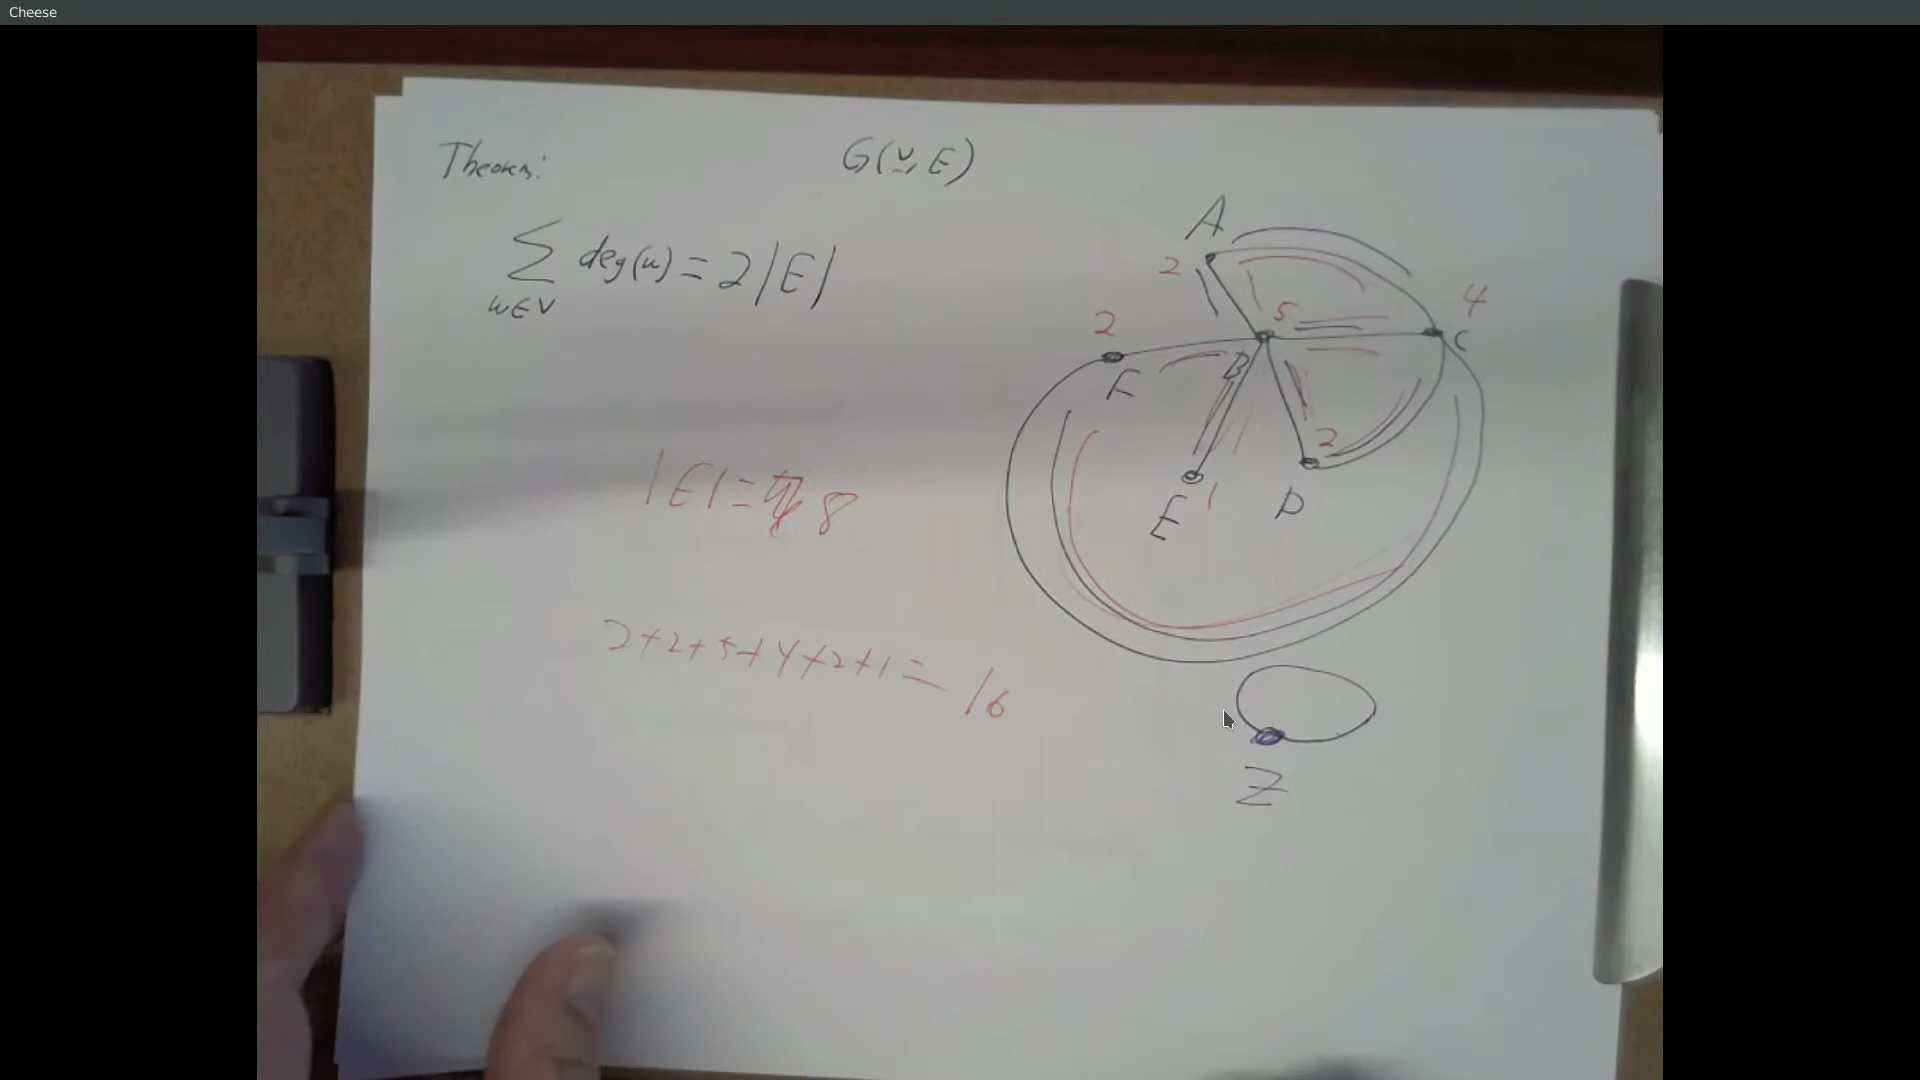 Cheese
Theorem:
G(V, E)
∑ deg(u) = 2|E|
u∈V
A
2
5
4
C
2
F
B
2
E 1
D
|E| = 8
2+2+5+4+2+1 = 16
Z